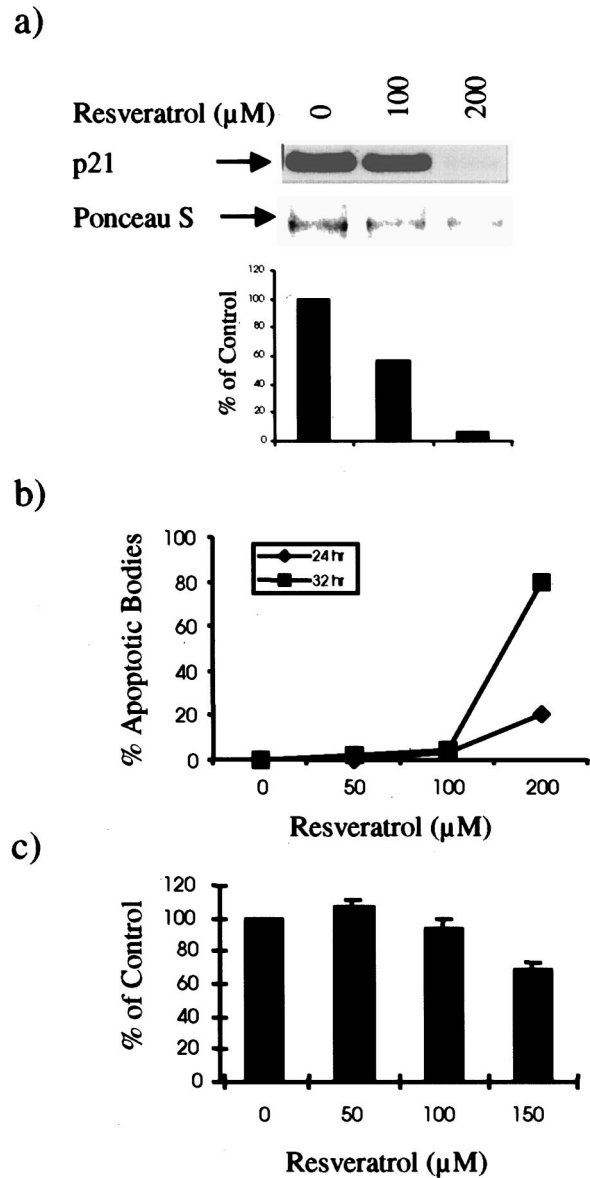 a)
Resveratrol (µM) 0 100 200
p21
Ponceau S
% of Control
120
100
80
60
40
20
0
b)
% Apoptotic Bodies
100
80
60
40
20
0
24 hr
32 hr
0 50 100 200
Resveratrol (µM)
c)
% of Control
120
100
80
60
40
20
0
0 50 100 150
Resveratrol (µM)